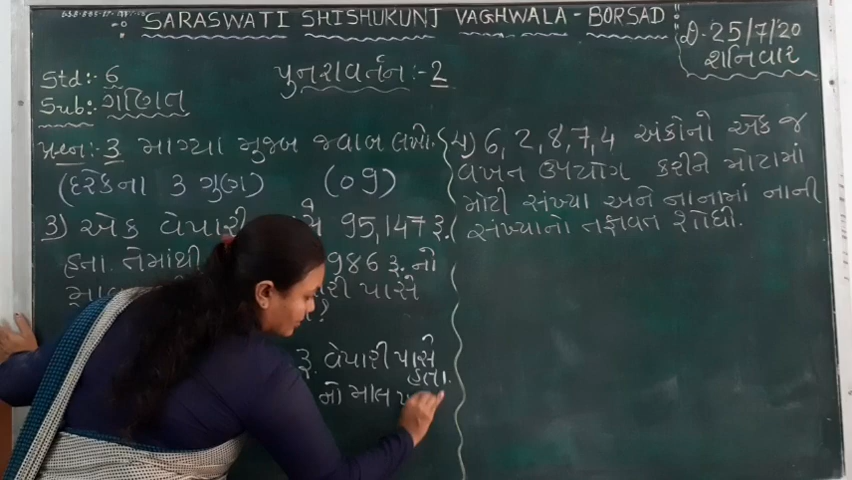 SARASWATI SHISHUKUNJ VAGHWALA - BORSAD
તા. 25/7/20
શનિવાર
Std:- 6
પુનરાવર્તન:- 2
Sub:- ગણિત
પ્રશ્ન:- 3 માગ્યા મુજબ જવાબ લખો.
(દરેકના 3 ગુણ) (09)
3) એક વેપારી પાસે 95,147 રૂ.
હતા. તેમાંથી 986 રૂ. નો
પાસે
રૂ. વેપારી પાસે
હતા.
નો માલ
4) 6, 2, 8, 7, 4 અંકોનો એક જ
વખત ઉપયોગ કરીને મોટામાં
મોટી સંખ્યા અને નાનામાં નાની
સંખ્યાનો તફાવત શોધો.